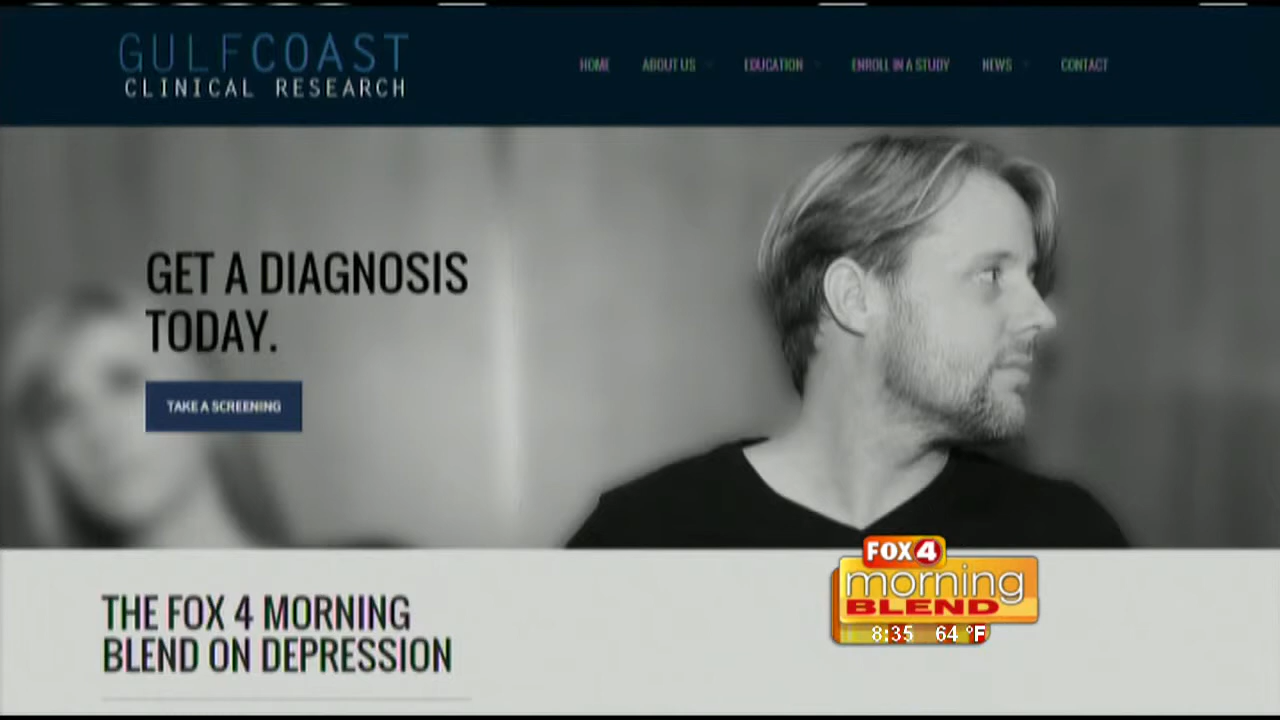 GULFCOAST
CLINICAL RESEARCH
HOME ABOUT US EDUCATION ENROLL IN A STUDY NEWS CONTACT
GET A DIAGNOSIS
TODAY.
TAKE A SCREENING
THE FOX 4 MORNING
BLEND ON DEPRESSION
FOX 4
morning
BLEND
8:35 64 °F